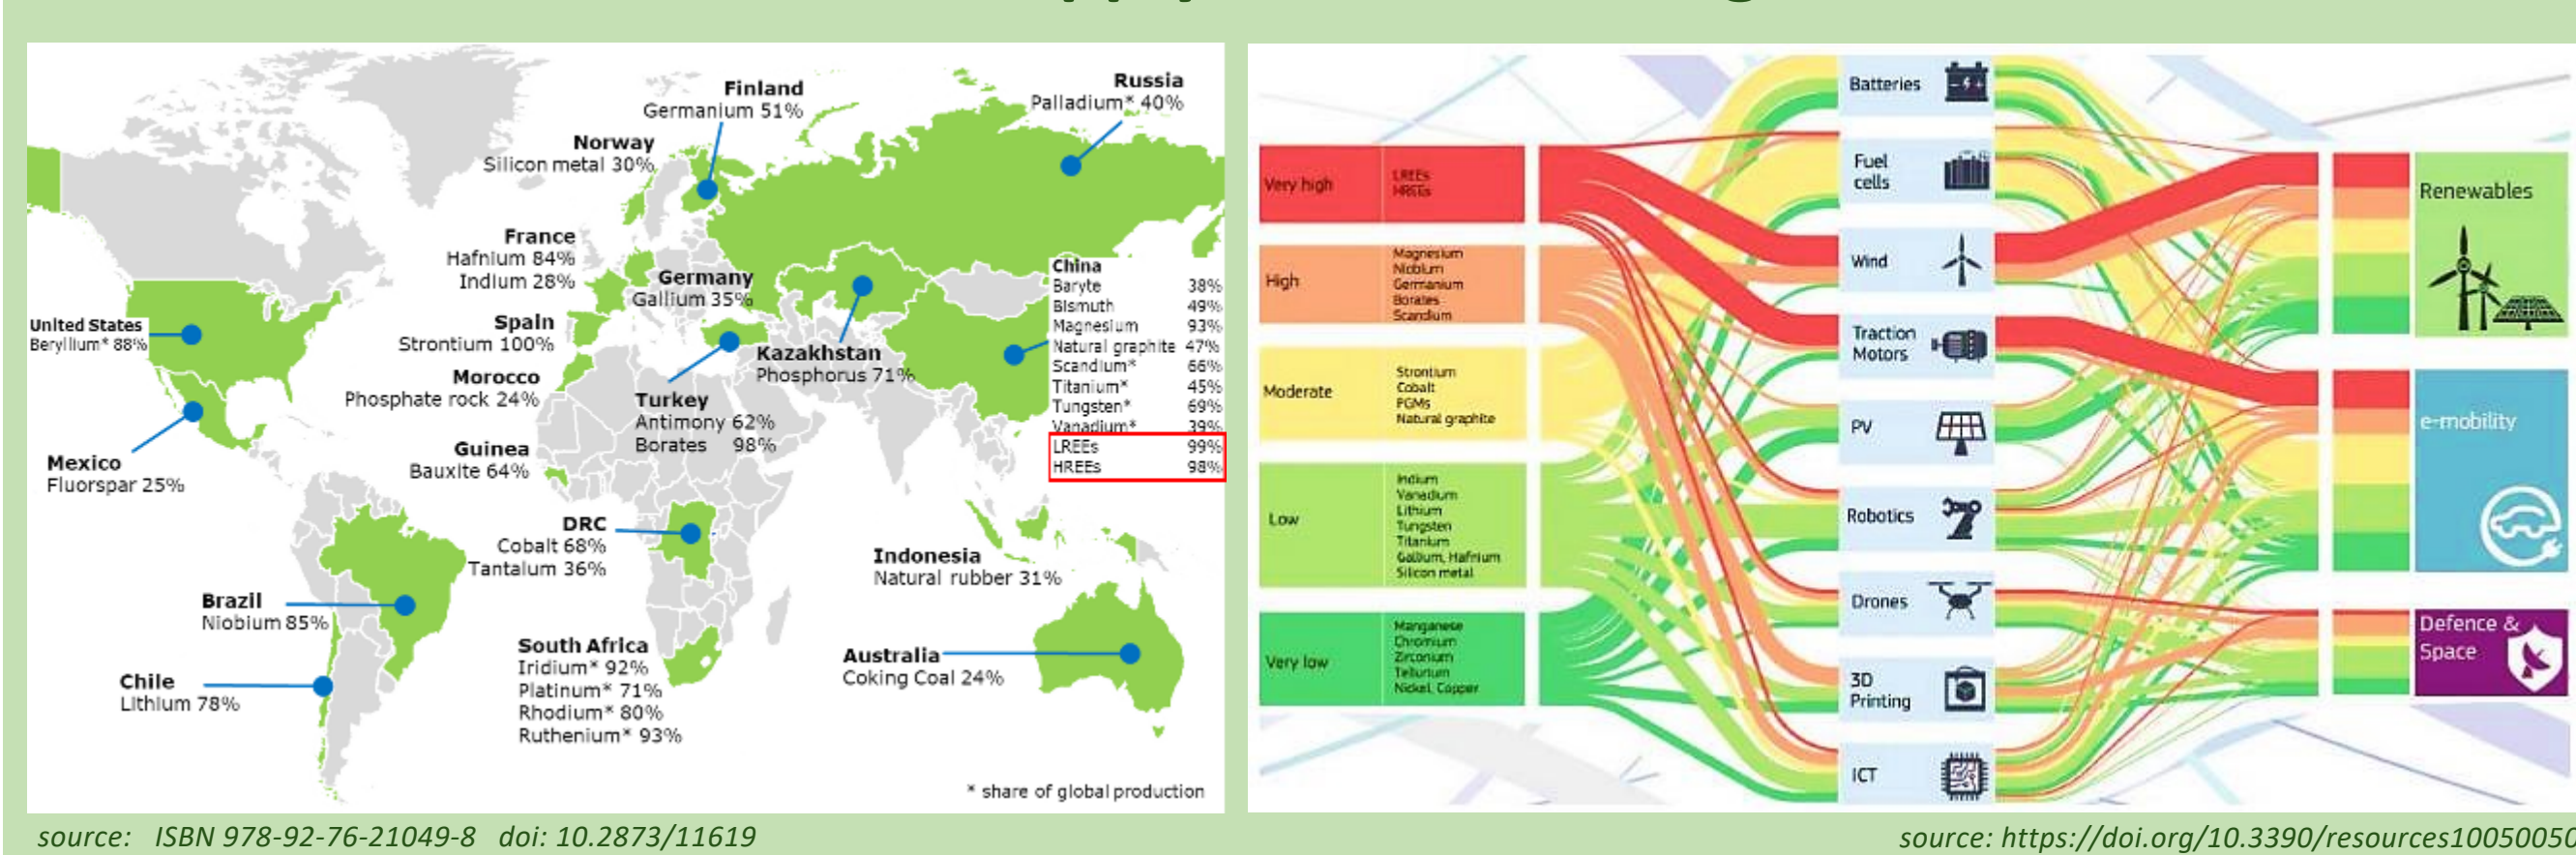 Finland
Germanium 51%
Russia
Palladium* 40%
Norway
Silicon metal 30%
France
Hafnium 84%
Indium 28%
Germany
Gallium 35%
China
Baryte 38%
Bismuth 49%
Magnesium 93%
Natural graphite 47%
Scandium* 66%
Titanium* 45%
Tungsten* 69%
Vanadium* 39%
LREEs 99%
HREEs 98%
United States
Beryllium* 88%
Spain
Strontium 100%
Kazakhstan
Phosphorus 71%
Morocco
Phosphate rock 24%
Turkey
Antimony 62%
Borates 98%
Mexico
Fluorspar 25%
Guinea
Bauxite 64%
DRC
Cobalt 68%
Tantalum 36%
Indonesia
Natural rubber 31%
Brazil
Niobium 85%
South Africa
Iridium* 92%
Platinum* 71%
Rhodium* 80%
Ruthenium* 93%
Australia
Coking Coal 24%
Chile
Lithium 78%
* share of global production
source: ISBN 978-92-76-21049-8 doi: 10.2873/11619
Very high
LREEs
HREEs
High
Magnesium
Niobium
Germanium
Borates
Scandium
Moderate
Strontium
Cobalt
PGMs
Natural graphite
Low
Indium
Vanadium
Lithium
Tungsten
Titanium
Gallium, Hafnium
Silicon metal
Very low
Manganese
Chromium
Zirconium
Tellurium
Nickel, Copper
Batteries
Fuel
cells
Wind
Traction
Motors
PV
Robotics
Drones
3D
Printing
ICT
Renewables
e-mobility
Defence &
Space
source: https://doi.org/10.3390/resources10050050